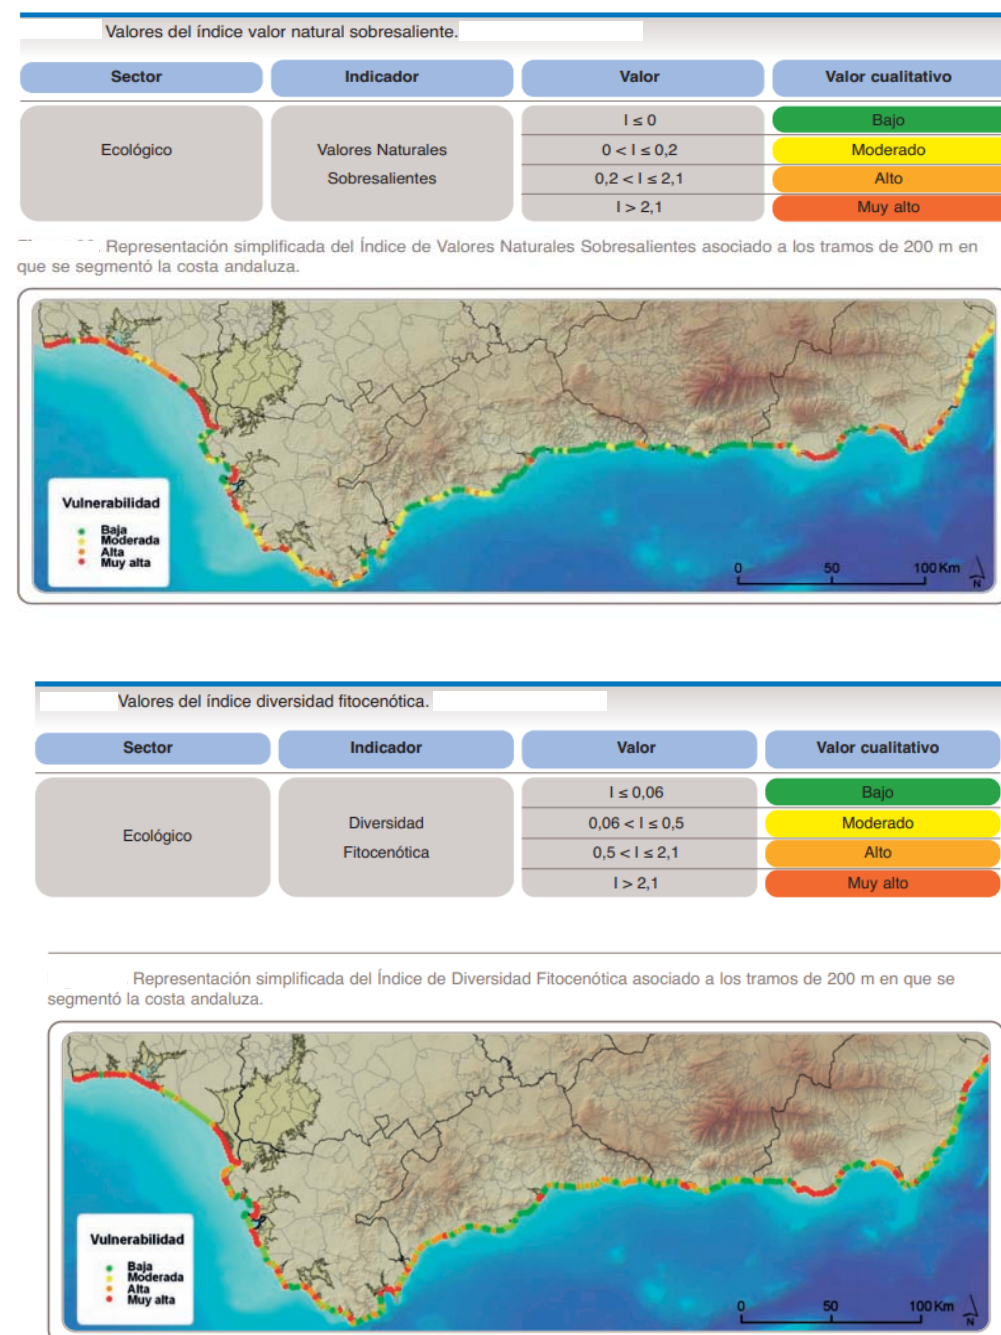 Valores del índice valor natural sobresaliente.
Sector Indicador Valor Valor cualitativo
I ≤ 0 Bajo
Ecológico Valores Naturales 0 < I ≤ 0,2 Moderado
Sobresalientes 0,2 < I ≤ 2,1 Alto
I > 2,1 Muy alto
Representación simplificada del Índice de Valores Naturales Sobresalientes asociado a los tramos de 200 m en
que se segmentó la costa andaluza.
Vulnerabilidad
Baja
Moderada
Alta
Muy alta
0 50 100 Km
N
Valores del índice diversidad fitocenótica.
Sector Indicador Valor Valor cualitativo
I ≤ 0,06 Bajo
Ecológico Diversidad 0,06 < I ≤ 0,5 Moderado
Fitocenótica 0,5 < I ≤ 2,1 Alto
I > 2,1 Muy alto
Representación simplificada del Índice de Diversidad Fitocenótica asociado a los tramos de 200 m en que se
segmentó la costa andaluza.
Vulnerabilidad
Baja
Moderada
Alta
Muy alta
0 50 100 Km
N